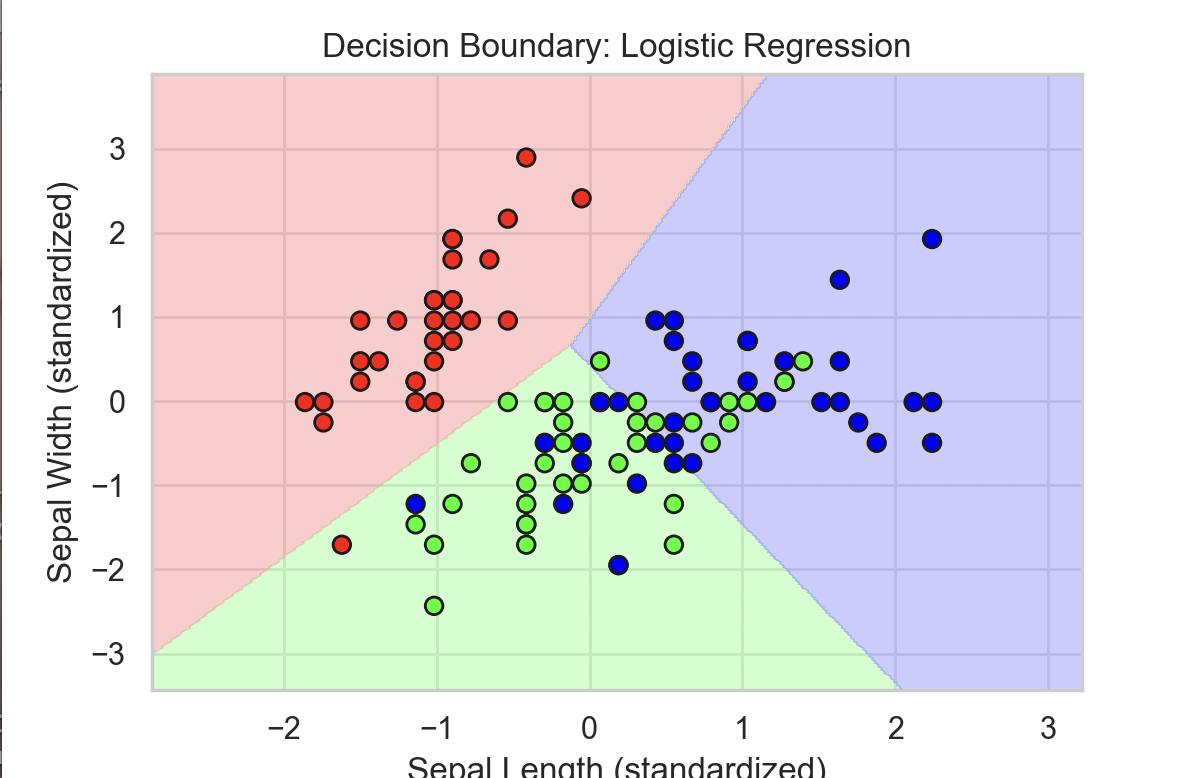 Decision Boundary: Logistic Regression
Sepal Width (standardized)
3
2
1
0
−1
−2
−3
−2 −1 0 1 2 3
Sepal Length (standardized)